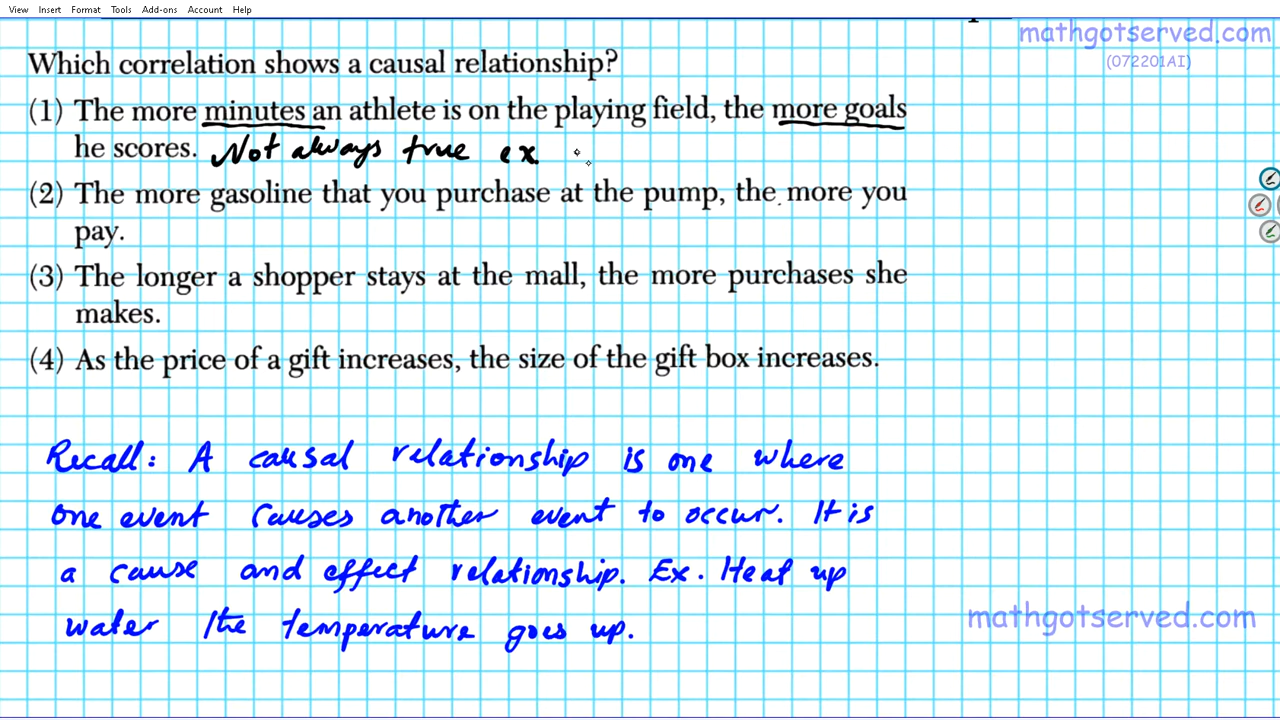 View Insert Format Tools Add-ons Account Help
mathgotserved.com
(072201AI)
Which correlation shows a causal relationship?
(1) The more minutes an athlete is on the playing field, the more goals
he scores. Not always true ex
(2) The more gasoline that you purchase at the pump, the more you
pay.
(3) The longer a shopper stays at the mall, the more purchases she
makes.
(4) As the price of a gift increases, the size of the gift box increases.
Recall: A causal relationship is one where
one event causes another event to occur. It is
a cause and effect relationship. Ex. Heat up
water the temperature goes up.
mathgotserved.com